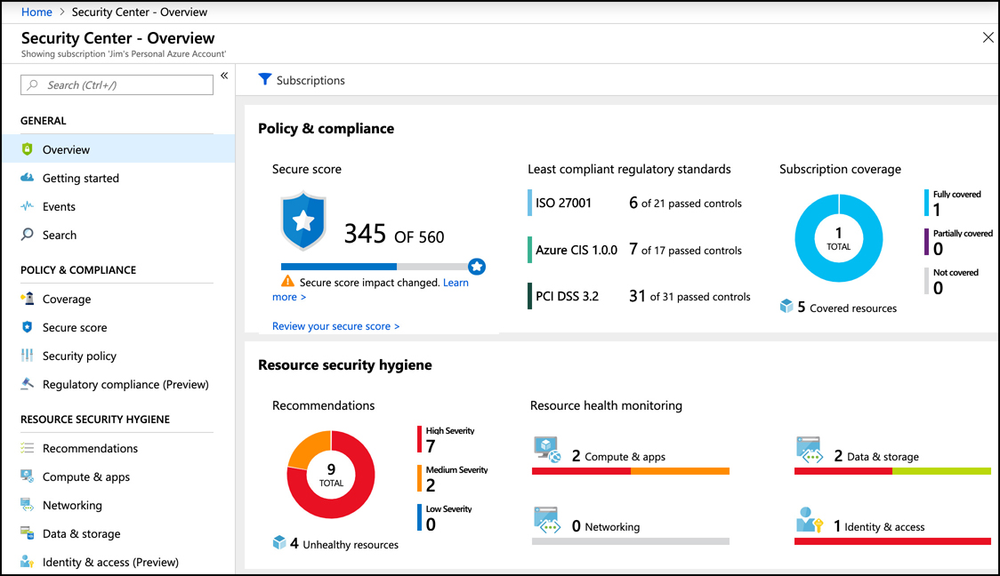 Home > Security Center - Overview
Security Center - Overview
Showing subscription 'Jim's Personal Azure Account'
Search (Ctrl+/)
«
GENERAL
Overview
Getting started
Events
Search
POLICY & COMPLIANCE
Coverage
Secure score
Security policy
Regulatory compliance (Preview)
RESOURCE SECURITY HYGIENE
Recommendations
Compute & apps
Networking
Data & storage
Identity & access (Preview)
Subscriptions
Policy & compliance
Secure score
345 OF 560
Secure score impact changed. Learn
more >
Review your secure score >
Least compliant regulatory standards
ISO 27001 6 of 21 passed controls
Azure CIS 1.0.0 7 of 17 passed controls
PCI DSS 3.2 31 of 31 passed controls
Subscription coverage
1
TOTAL
Fully covered
1
Partially covered
0
Not covered
0
5 Covered resources
Resource security hygiene
Recommendations
9
TOTAL
High Severity
7
Medium Severity
2
Low Severity
0
4 Unhealthy resources
Resource health monitoring
2 Compute & apps
2 Data & storage
0 Networking
1 Identity & access